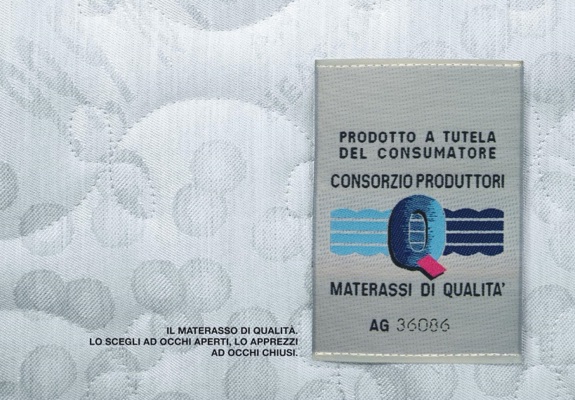 PRODOTTO A TUTELA
DEL CONSUMATORE
CONSORZIO PRODUTTORI
Q
MATERASSI DI QUALITA'
AG 36086
IL MATERASSO DI QUALITÀ.
LO SCEGLI AD OCCHI APERTI, LO APPREZZI
AD OCCHI CHIUSI.